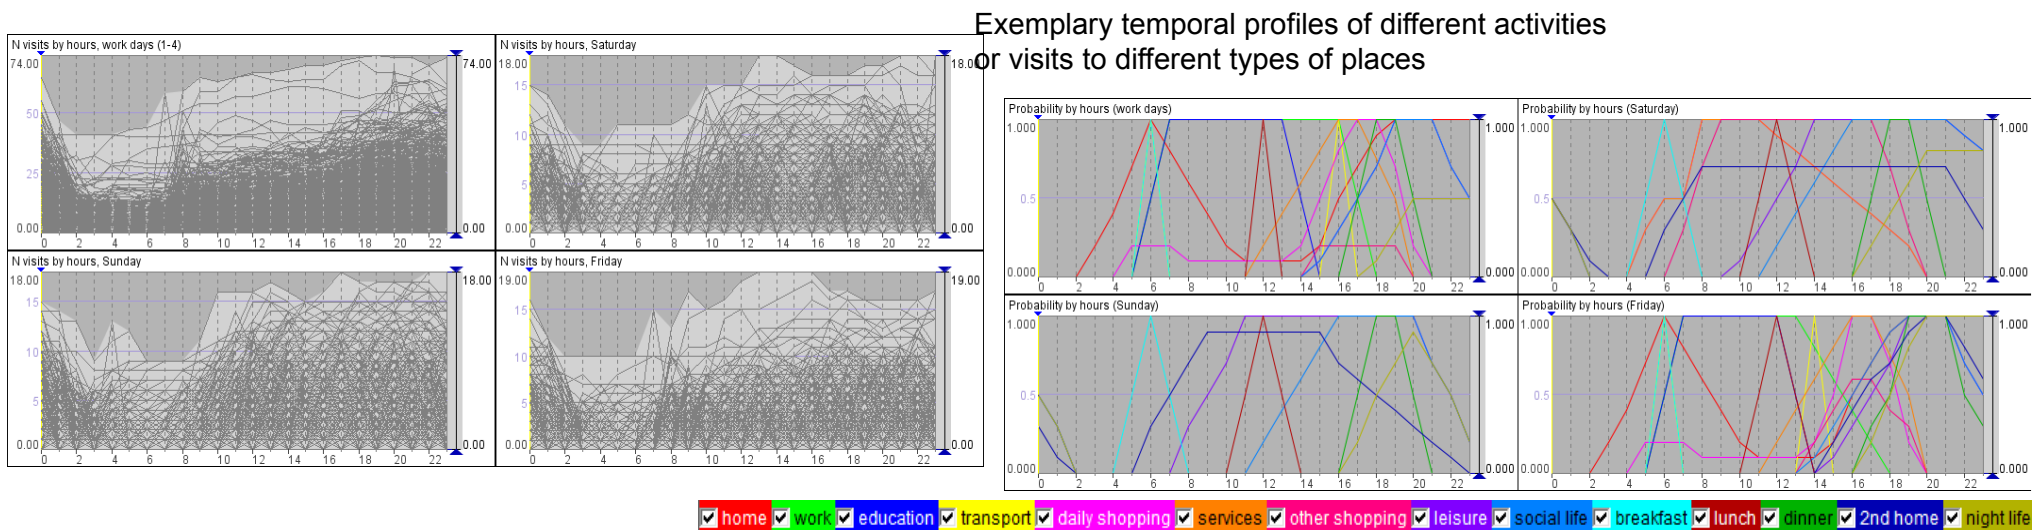 Exemplary temporal profiles of different activities
or visits to different types of places
N visits by hours, work days (1-4)
74.00
50
25
0.00
74.00
0.00
0 2 4 6 8 10 12 14 16 18 20 22
N visits by hours, Saturday
18.00
15
10
5
0.00
18.00
0.00
0 2 4 6 8 10 12 14 16 18 20 22
N visits by hours, Sunday
18.00
15
10
5
0.00
18.00
0.00
0 2 4 6 8 10 12 14 16 18 20 22
N visits by hours, Friday
19.00
15
10
5
0.00
19.00
0.00
0 2 4 6 8 10 12 14 16 18 20 22
Probability by hours (work days)
1.000
0.5
0.000
1.000
0.000
0 2 4 6 8 10 12 14 16 18 20 22
Probability by hours (Saturday)
1.000
0.5
0.000
1.000
0.000
0 2 4 6 8 10 12 14 16 18 20 22
Probability by hours (Sunday)
1.000
0.5
0.000
1.000
0.000
0 2 4 6 8 10 12 14 16 18 20 22
Probability by hours (Friday)
1.000
0.5
0.000
1.000
0.000
0 2 4 6 8 10 12 14 16 18 20 22
home work education transport daily shopping services other shopping leisure social life breakfast lunch dinner 2nd home night life